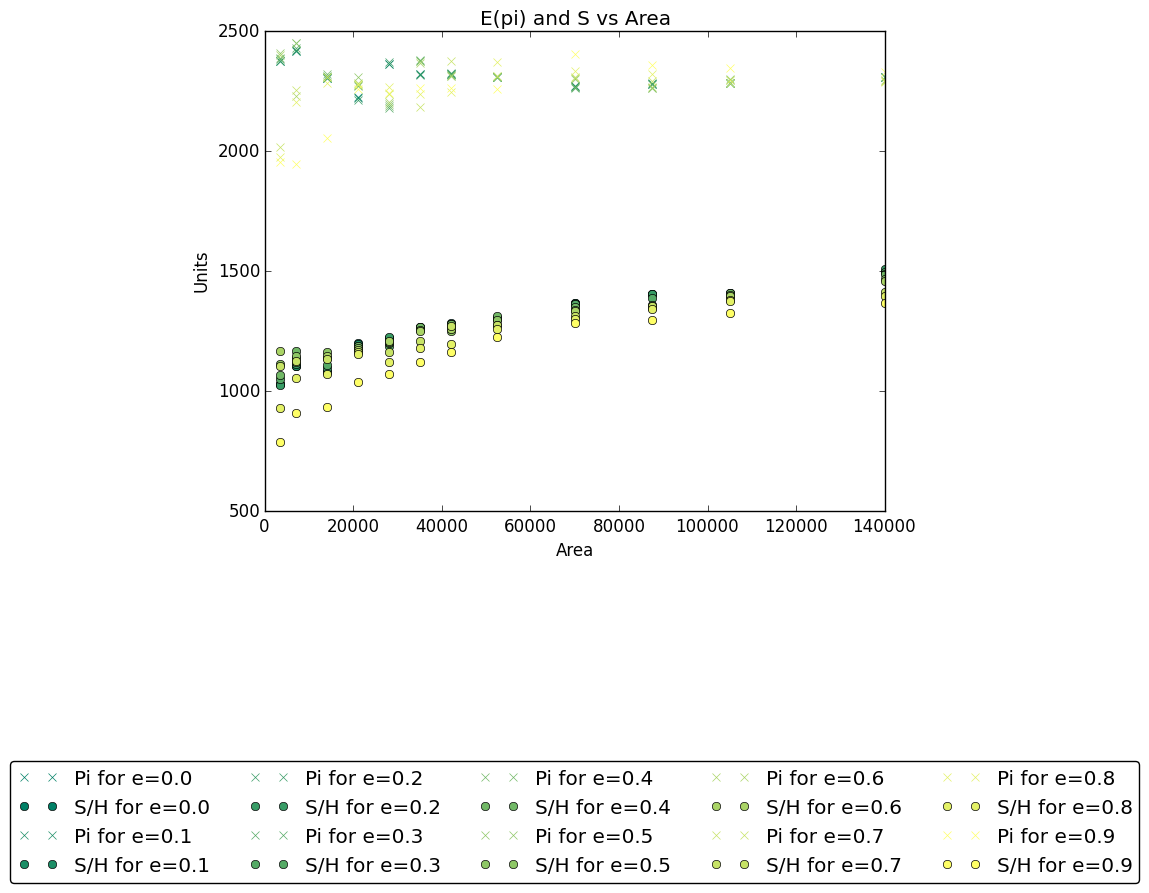 E(pi) and S vs Area
2500
2000
1500
1000
500
Units
0 20000 40000 60000 80000 100000 120000 140000
Area
Pi for e=0.0 Pi for e=0.2 Pi for e=0.4 Pi for e=0.6 Pi for e=0.8
S/H for e=0.0 S/H for e=0.2 S/H for e=0.4 S/H for e=0.6 S/H for e=0.8
Pi for e=0.1 Pi for e=0.3 Pi for e=0.5 Pi for e=0.7 Pi for e=0.9
S/H for e=0.1 S/H for e=0.3 S/H for e=0.5 S/H for e=0.7 S/H for e=0.9